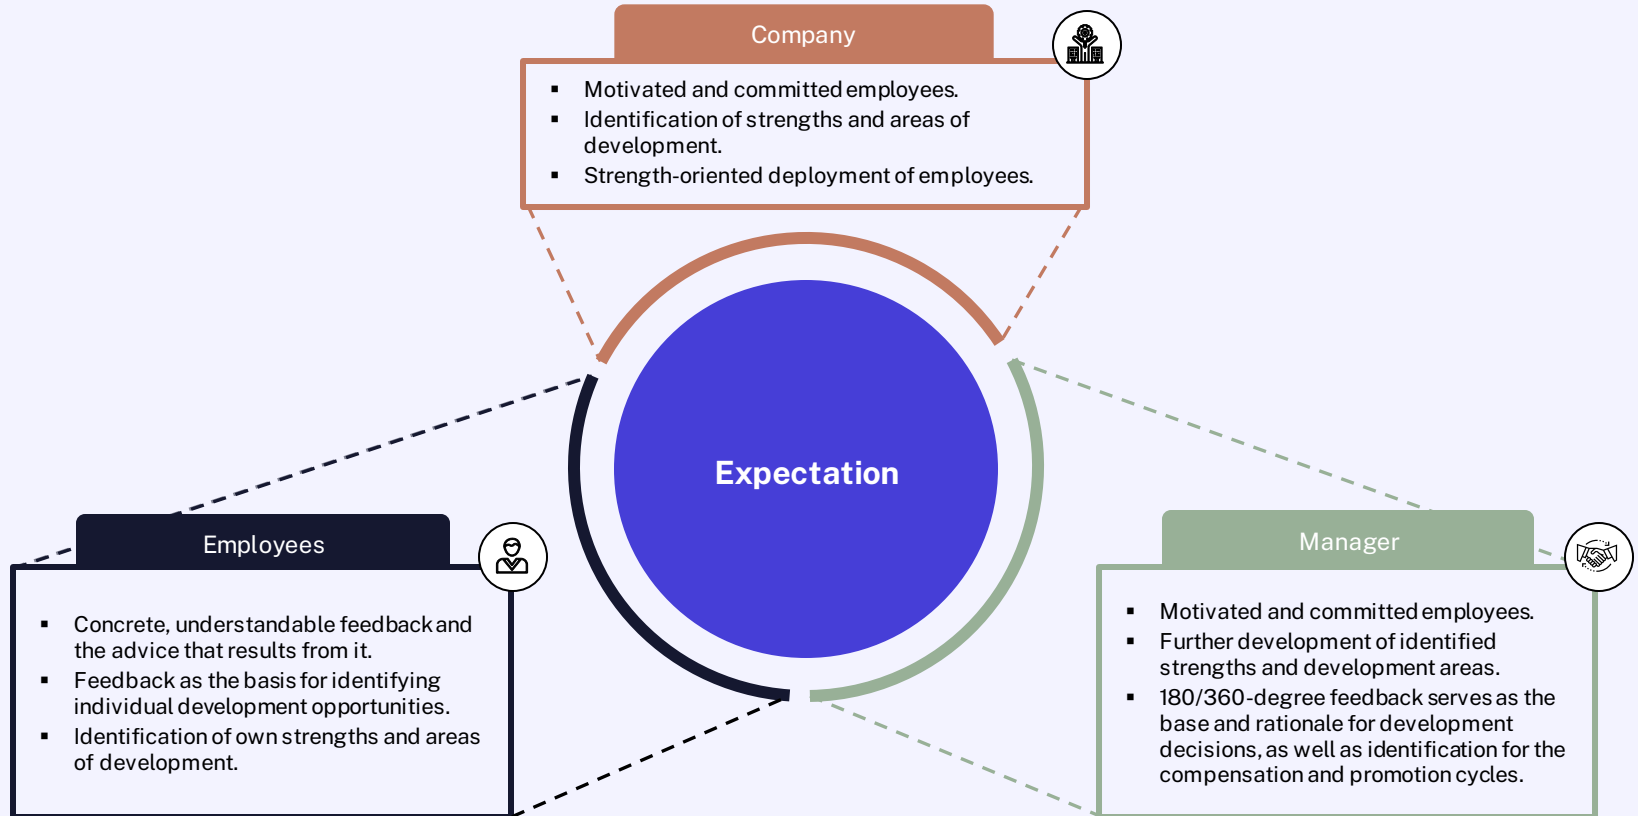 Company
▪ Motivated and committed employees.
▪ Identification of strengths and areas of
development.
▪ Strength-oriented deployment of employees.
Expectation
Employees
▪ Concrete, understandable feedback and
the advice that results from it.
▪ Feedback as the basis for identifying
individual development opportunities.
▪ Identification of own strengths and areas
of development.
Manager
▪ Motivated and committed employees.
▪ Further development of identified
strengths and development areas.
▪ 180/360-degree feedback serves as the
base and rationale for development
decisions, as well as identification for the
compensation and promotion cycles.